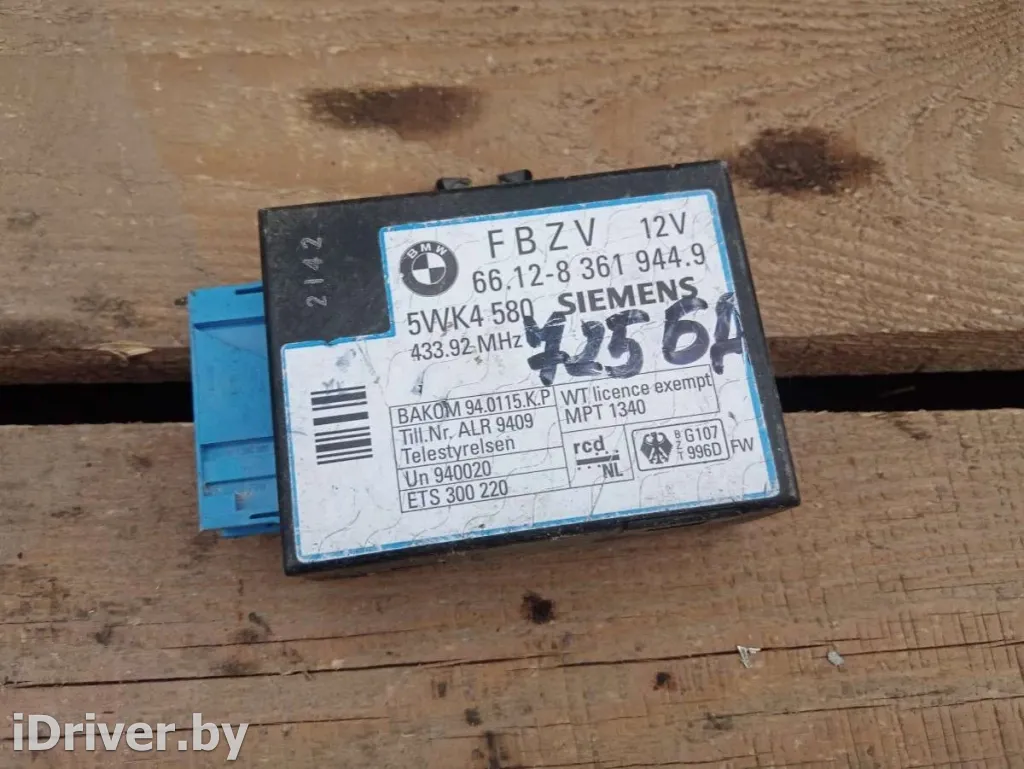 2142
BMW
FBZV 12V
66.12-8 361 944.9
5WK4 580 SIEMENS
433.92 MHz
7256A
BAKOM 94.0115.K.P
Till.Nr. ALR 9409
Telestyrelsen
Un 940020
ETS 300 220
WT licence exempt
MPT 1340
rcd
NL
BZT
G107
996D
FW
iDriver.by